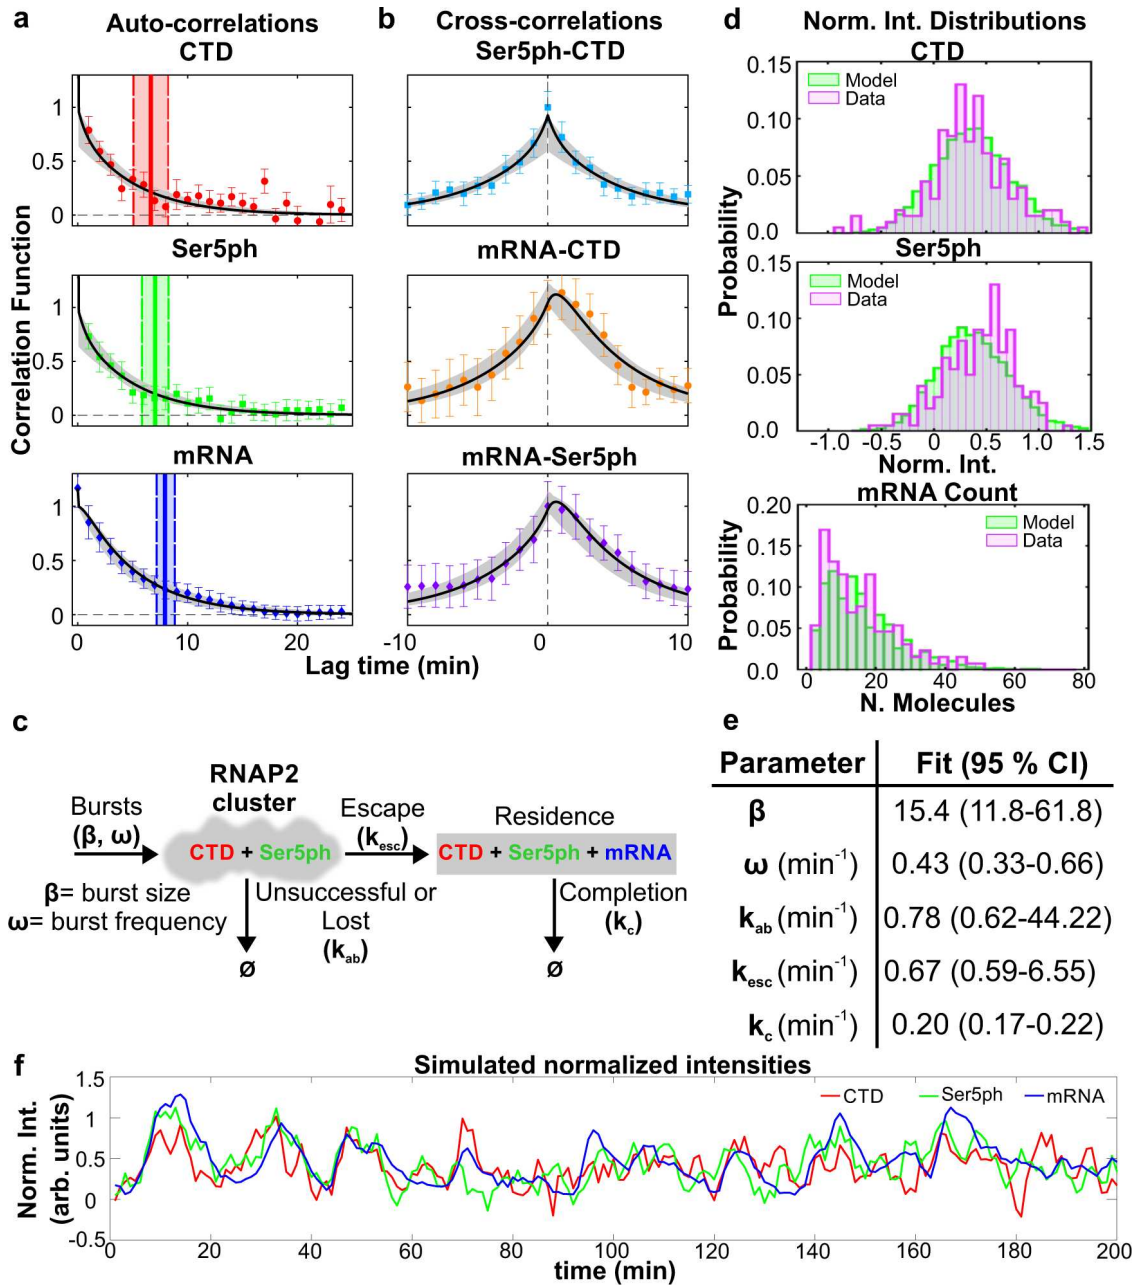 a
Auto-correlations
CTD
1
0.5
0
Ser5ph
1
0.5
0
mRNA
1
0.5
0
0
10
20
Correlation Function
Lag time (min)
b
Cross-correlations
Ser5ph-CTD
mRNA-CTD
mRNA-Ser5ph
-10
0
10
d
Norm. Int. Distributions
CTD
0.15
0.10
0.05
0.0
Model
Data
Ser5ph
0.15
0.10
0.05
0.0
Model
Data
-1.0
-0.5
0
0.5
1.0
1.5
Norm. Int.
Probability
mRNA Count
0.20
0.15
0.10
0.05
0.0
Model
Data
0
20
40
60
80
N. Molecules
Probability
c
Bursts
(β, ω)
RNAP2
cluster
CTD + Ser5ph
Escape
(kesc)
Residence
CTD + Ser5ph + mRNA
β= burst size
ω= burst frequency
Unsuccessful or
Lost
(kab)
Ø
Completion
(kc)
Ø
e
Parameter Fit (95 % CI)
β 15.4 (11.8-61.8)
ω (min-1) 0.43 (0.33-0.66)
kab (min-1) 0.78 (0.62-44.22)
kesc (min-1) 0.67 (0.59-6.55)
kc (min-1) 0.20 (0.17-0.22)
f
Simulated normalized intensities
CTD
Ser5ph
mRNA
1.5
1
0.5
0
-0.5
Norm. Int.
(arb. units)
0
20
40
60
80
100
120
140
160
180
200
time (min)